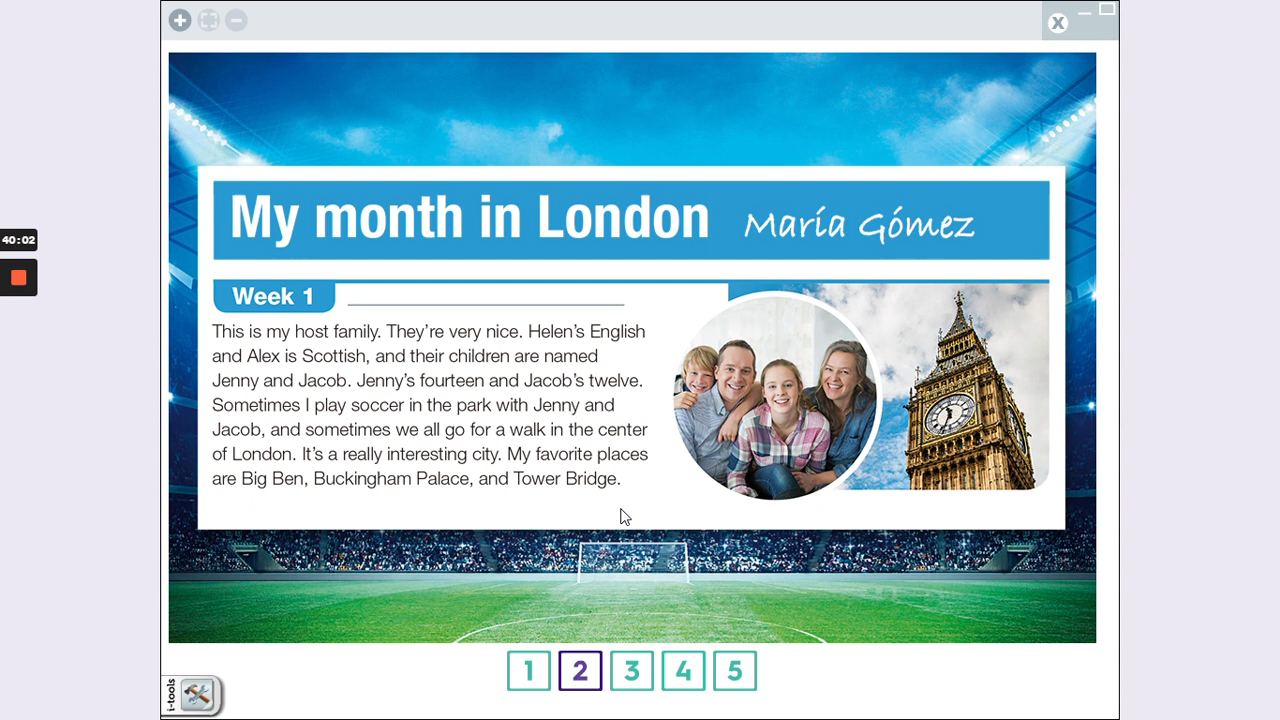 40:02
My month in London María Gómez
Week 1
This is my host family. They're very nice. Helen's English
and Alex is Scottish, and their children are named
Jenny and Jacob. Jenny's fourteen and Jacob's twelve.
Sometimes I play soccer in the park with Jenny and
Jacob, and sometimes we all go for a walk in the center
of London. It's a really interesting city. My favorite places
are Big Ben, Buckingham Palace, and Tower Bridge.
1 2 3 4 5
i-tools